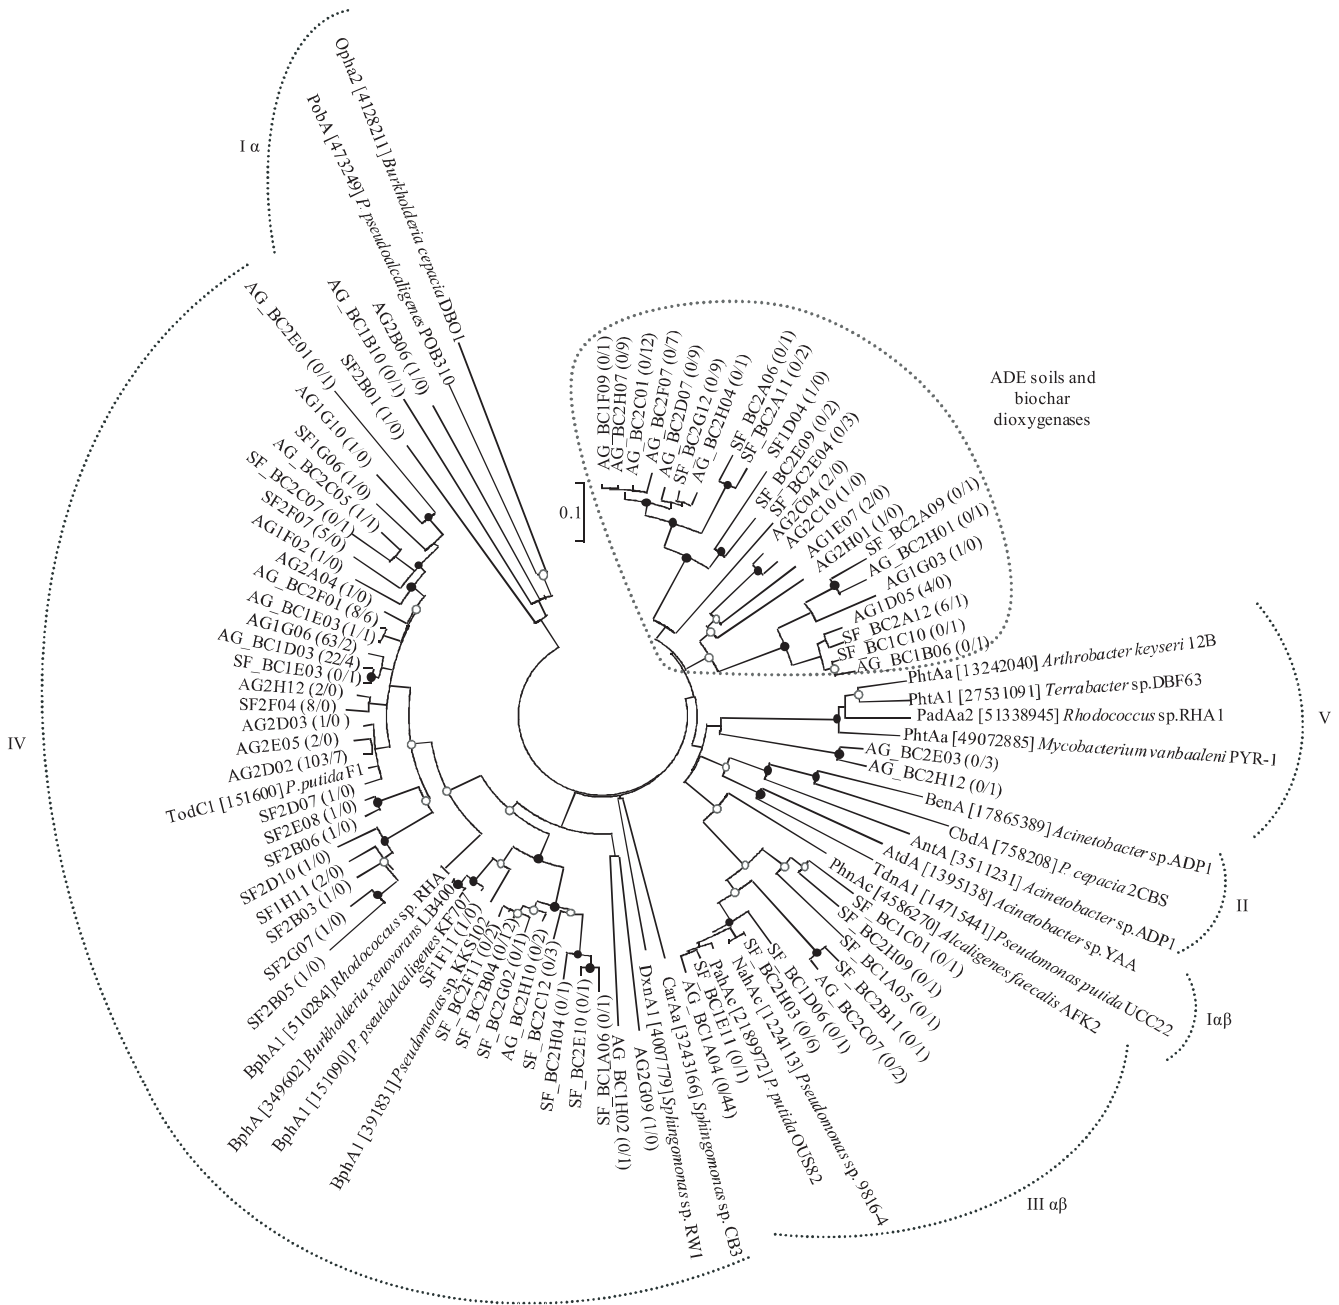 I α
Opha2 [4128211] Burkholderia cepacia DBO1
PobA [473249] P. pseudoalcaligenes POB310
AG2B06 (1/0)
AG_BC1B10 (0/1)
SF2B01 (1/0)
AG_BC2E01 (0/1)
AG1G10 (1/0)
SF1G06 (1/0)
AG_BC2C05 (1/1)
SF_BC2C07 (0/1)
SF2F07 (5/0)
AG1F02 (1/0)
AG2A04 (1/0)
AG_BC2F01 (8/6)
AG_BC1E03 (1/1)
AG1G06 (63/2)
AG_BC1D03 (22/4)
SF_BC1E03 (0/1)
AG2H12 (2/0)
SF2F04 (8/0)
AG2D03 (1/0 )
AG2E05 (2/0)
AG2D02 (103/7)
TodC1 [151600] P.putida F1
SF2D07 (1/0)
SF2E08 (1/0)
SF2B06 (1/0)
SF2D10 (1/0)
SF1H11 (2/0)
SF2B03 (1/0)
SF2G07 (1/0)
SF2B05 (1/0)
BphA1 [510284] Rhodococcus sp. RHA1
BphA [349602] Burkholderia xenovorans LB400
BphA1 [151090] P. pseudoalcaligenes KF707
SF1F11 (1/0)
BphA1 [391831] Pseudomonas sp. KKS102
SF_BC2F11 (0/2)
SF_BC2B04 (0/12)
SF_BC2G02 (0/1)
AG_BC2H10 (0/2)
SF_BC2C12 (0/3)
SF_BC2H04 (0/1)
SF_BC2E10 (0/1)
SF_BC1A06 (0/1)
AG_BC1H02 (0/1)
AG2G09 (1/0)
DxnA1 [4007779] Sphingomonas sp. RW1
CarAa [3243166] Sphingomonas sp. CB3
IV
AG_BC1A04 (0/44)
SF_BC1E11 (0/1)
PahAc [2189972] P. putida OUS82
NahAc [1224113] Pseudomonas sp. 9816-4
SF_BC2H03 (0/6)
SF_BC1D06 (0/1)
AG_BC2C07 (0/2)
SF_BC2B11 (0/1)
SF_BC1A05 (0/1)
SF_BC2H09 (0/1)
SF_BC1C01 (0/1)
PhnAc [4586270] Alcaligenes faecalis AFK2
III αβ
TdnA1 [14715441] Pseudomonas putida UCC22
AtdA [1395138] Acinetobacter sp. YAA
Iαβ
AntA [3511231] Acinetobacter sp.ADP1
CbdA [758208] P. cepacia 2CBS
BenA [17865389] Acinetobacter sp.ADP1
II
AG_BC2H12 (0/1)
AG_BC2E03 (0/3)
PhtAa [49072885] Mycobacterium vanbaaleni PYR-1
PadAa2 [51338945] Rhodococcus sp.RHA1
PhtA1 [27531091] Terrabacter sp.DBF63
PhtAa [13242040] Arthrobacter keyseri 12B
V
AG_BC1B06 (0/1)
SF_BC1C10 (0/1)
SF_BC2A12 (6/1)
AG1D05 (4/0)
AG1G03 (1/0)
AG_BC2H01 (0/1)
SF_BC2A09 (0/1)
AG2H01 (1/0)
AG1E07 (2/0)
AG2C10 (1/0)
AG2C04 (2/0)
SF_BC2E04 (0/3)
SF_BC2E09 (0/2)
SF1D04 (1/0)
SF_BC2A11 (0/2)
SF_BC2A06 (0/1)
AG_BC2H04 (0/1)
SF_BC2G12 (0/9)
AG_BC2D07 (0/9)
AG_BC2F07 (0/7)
AG_BC2C01 (0/12)
AG_BC2H07 (0/9)
AG_BC1F09 (0/1)
ADE soils and
biochar
dioxygenases
0.1